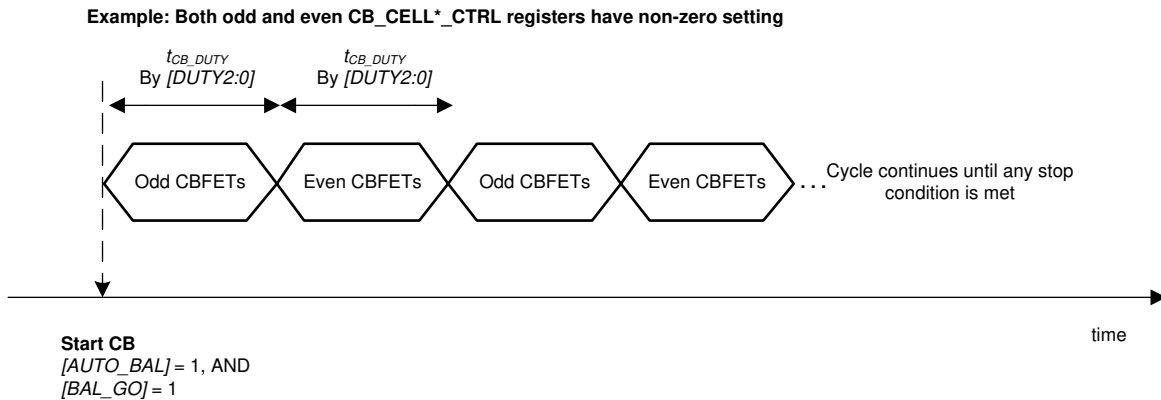 Example: Both odd and even CB_CELL*_CTRL registers have non-zero setting
tCB_DUTY
By [DUTY2:0]
tCB_DUTY
By [DUTY2:0]
Odd CBFETs
Even CBFETs
Odd CBFETs
Even CBFETs
...
Cycle continues until any stop
condition is met
time
Start CB
[AUTO_BAL] = 1, AND
[BAL_GO] = 1